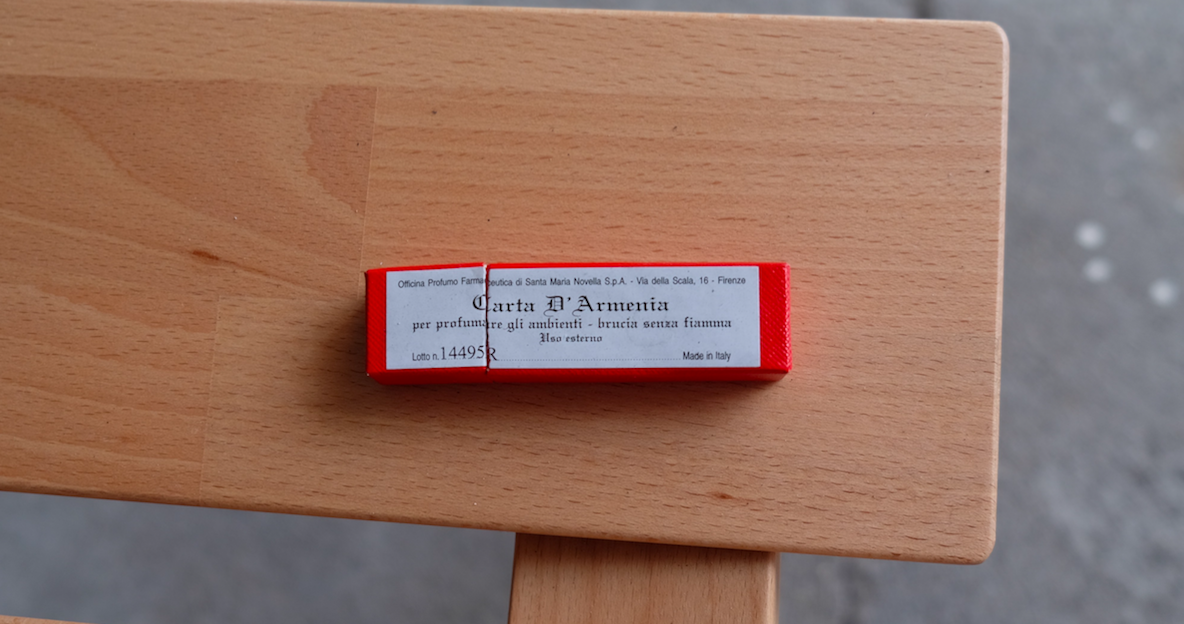 Officina Profumo Farmaceutica di Santa Maria Novella S.p.A. - Via della Scala, 16 - Firenze
Carta D'Armenia
per profumare gli ambienti - brucia senza fiamma
Uso esterno
Lotto n. 14495R Made in Italy